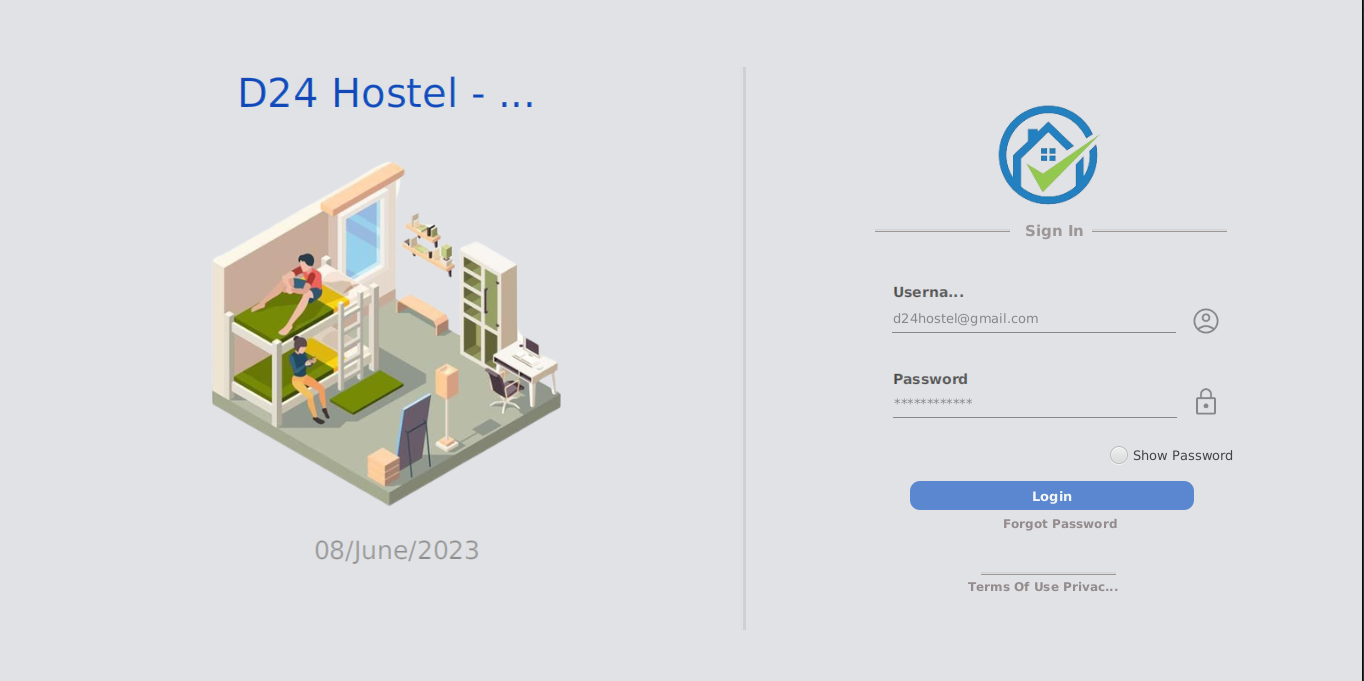 D24 Hostel - ...
08/June/2023
Sign In
Userna...
d24hostel@gmail.com
Password
************
Show Password
Login
Forgot Password
Terms Of Use Privac...